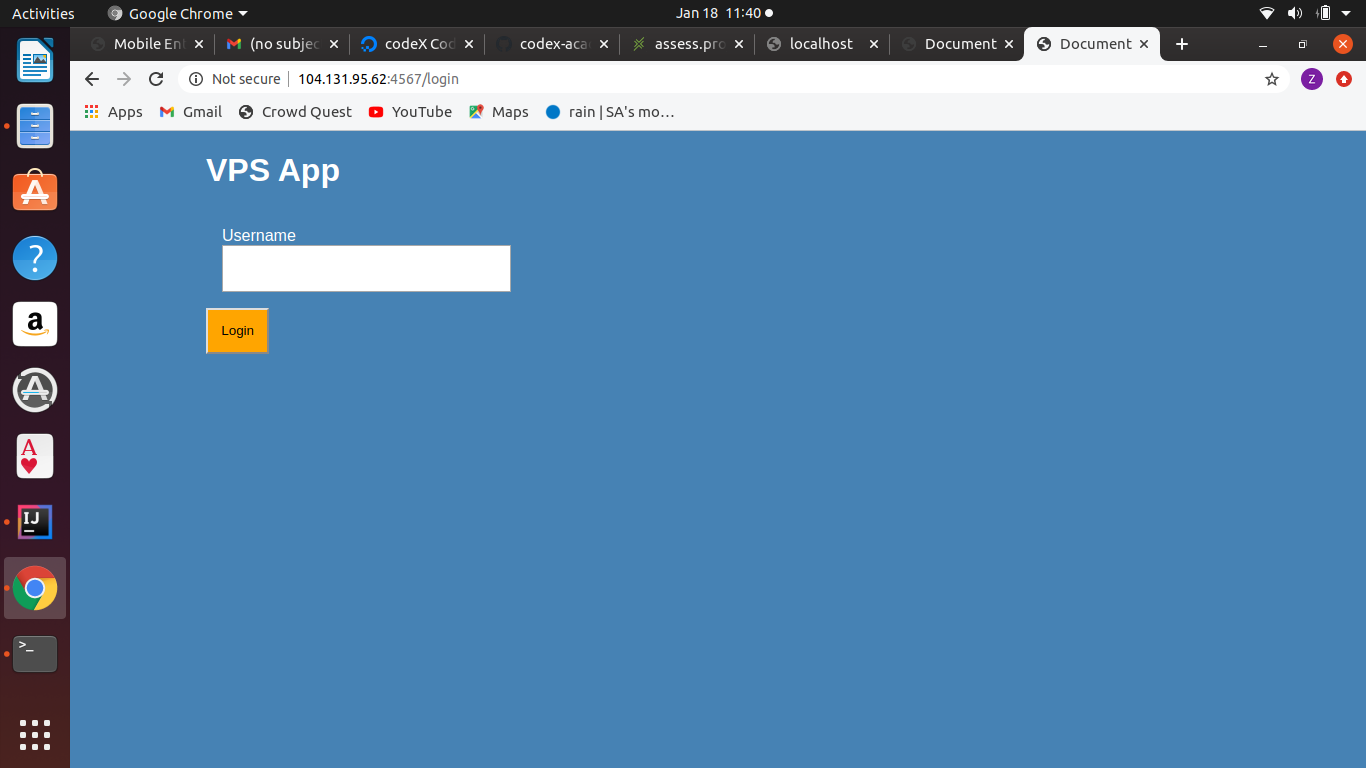 Activities Google Chrome Jan 18 11:40
Mobile En (no subjec codeX Cod codex-aca assess.pro localhost Document Document
Not secure 104.131.95.62:4567/login Z
Apps Gmail Crowd Quest YouTube Maps rain | SA's mo…
VPS App
Username
Login